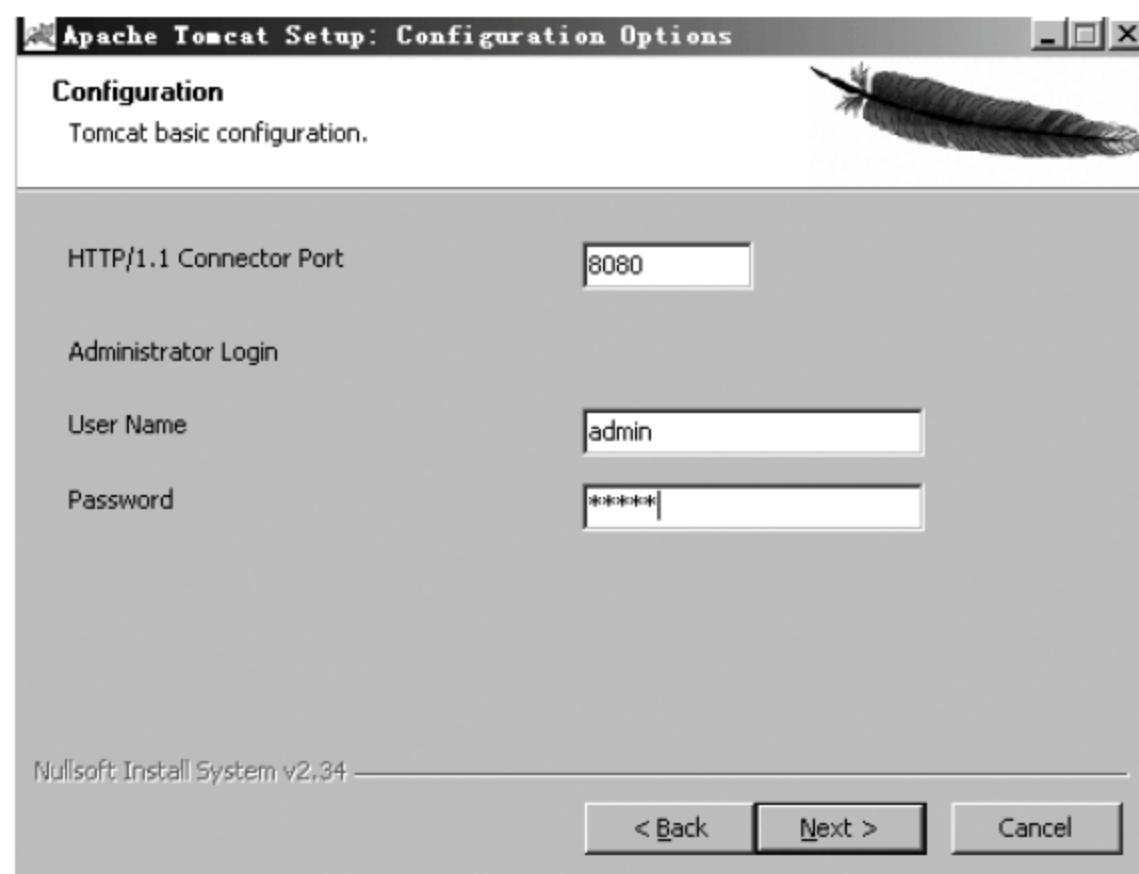 Apache Tomcat Setup: Configuration Options
Configuration
Tomcat basic configuration.
HTTP/1.1 Connector Port 8080
Administrator Login
User Name admin
Password *****
Nullsoft Install System v2.34
< Back Next > Cancel